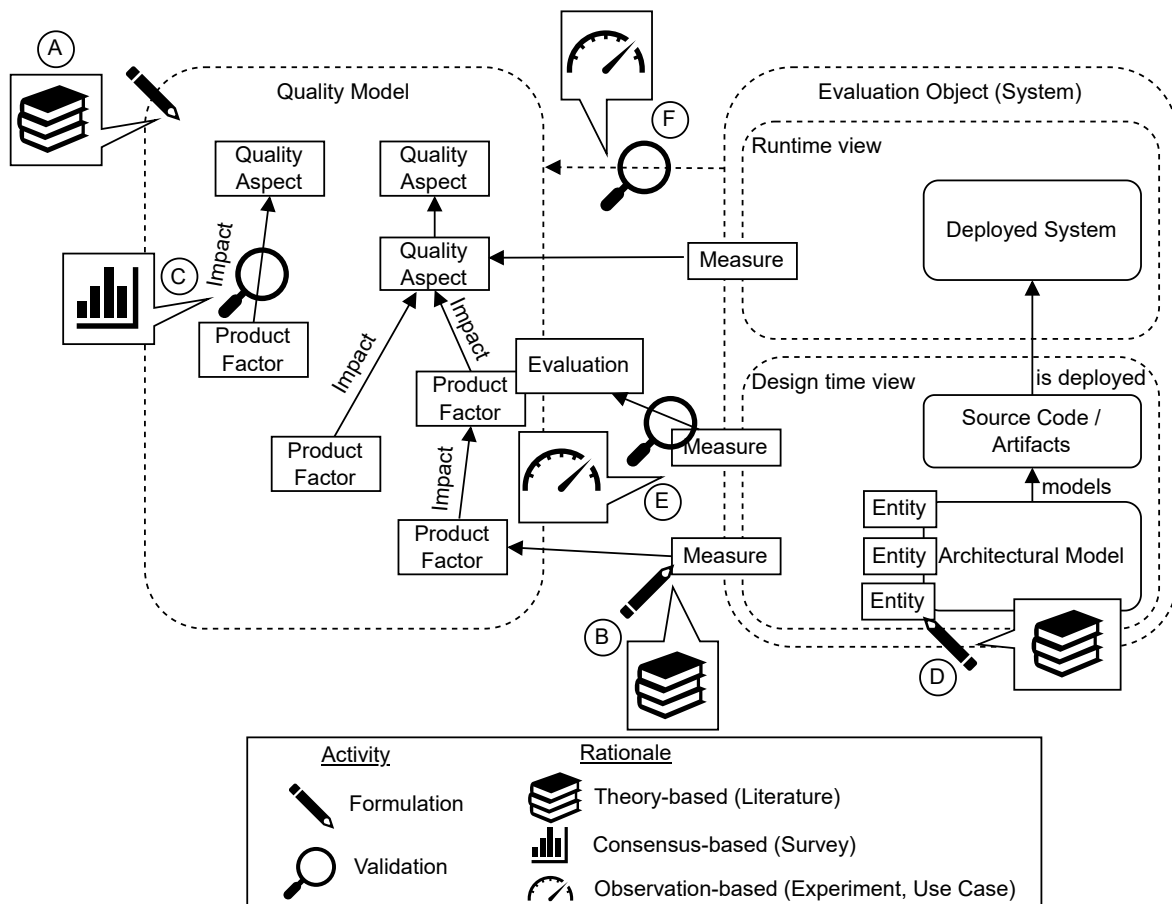 A
Quality Model
F
Evaluation Object (System)
Runtime view
Quality
Aspect
Quality
Aspect
Deployed System
Impact
Quality
Aspect
Measure
C
Product
Factor
Impact
Impact
Evaluation
Design time view
is deployed
Product
Factor
Source Code /
Artifacts
Product
Factor
Measure
Impact
E
models
Entity
Product
Factor
Measure
Entity
Architectural Model
Entity
B
D
Activity
Rationale
Formulation
Theory-based (Literature)
Consensus-based (Survey)
Validation
Observation-based (Experiment, Use Case)